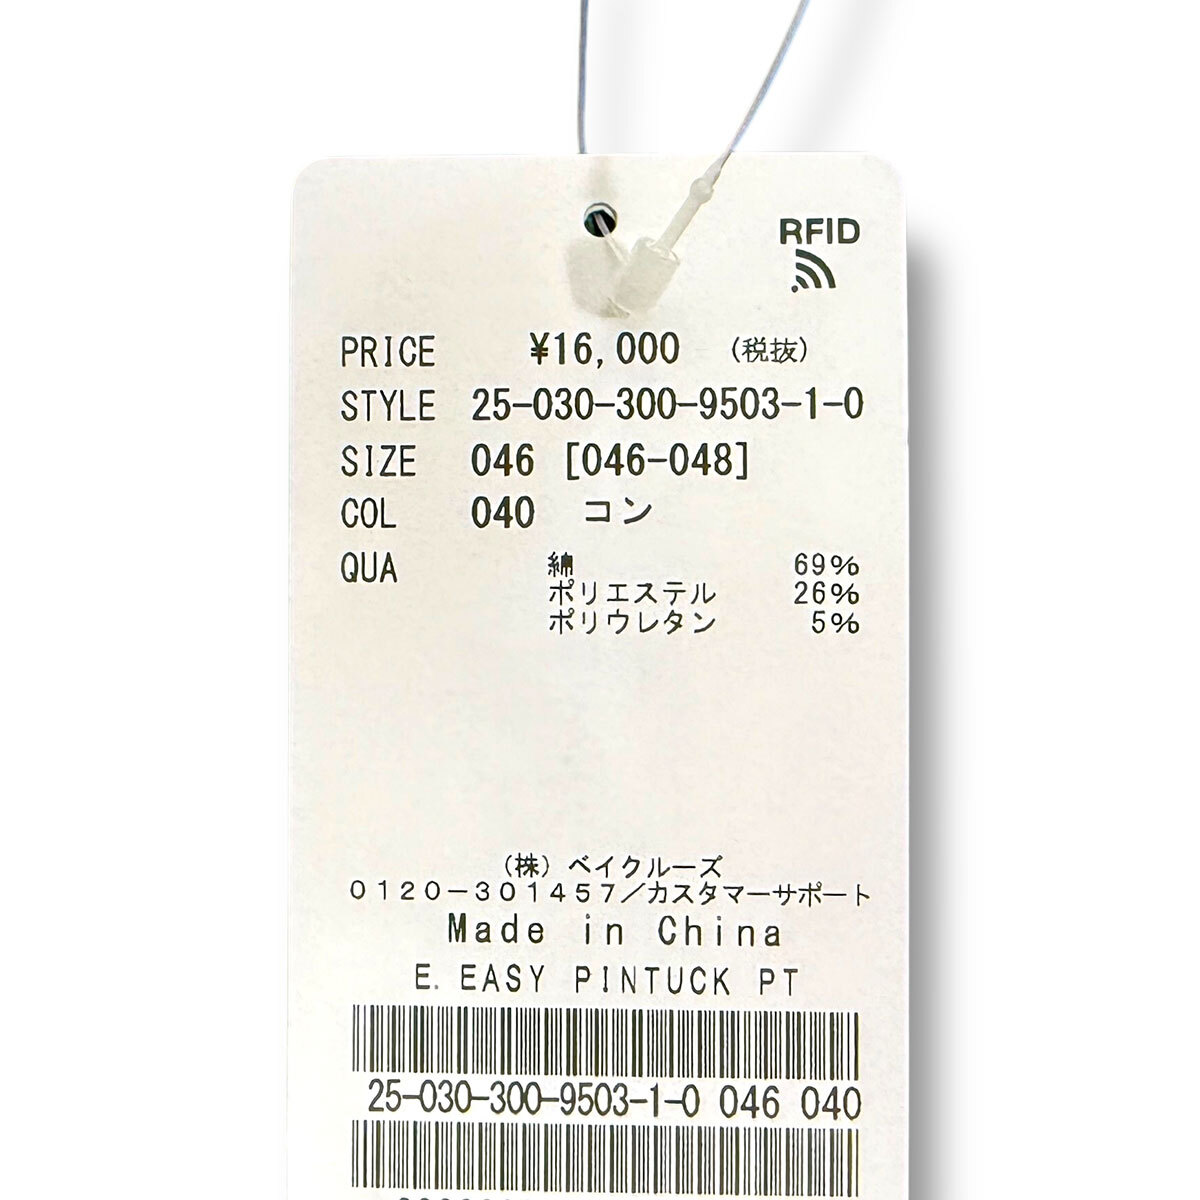 RFID
PRICE ¥16,000 (税抜)
STYLE 25-030-300-9503-1-0
SIZE 046 [046-048]
COL 040 コン
QUA 綿 69%
ポリエステル 26%
ポリウレタン 5%
(株) ベイクルーズ
0120-301457/カスタマーサポート
Made in China
E. EASY PINTUCK PT
25-030-300-9503-1-0 046 040